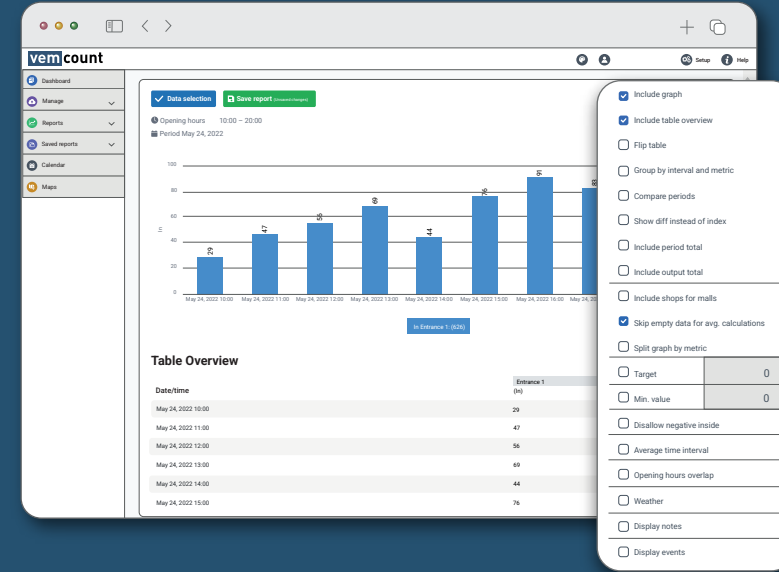 vemcount
Setup
Help
Dashboard
Manage
Reports
Saved reports
Calendar
Maps
Data selection
Save report (Unsaved changes)
Opening hours 10:00 – 20:00
Period May 24, 2022
100
80
60
40
20
0
In
29
47
56
69
44
76
91
83
May 24, 2022 10:00
May 24, 2022 11:00
May 24, 2022 12:00
May 24, 2022 13:00
May 24, 2022 14:00
May 24, 2022 15:00
May 24, 2022 16:00
May 24, 20
In Entrance 1: (626)
Table Overview
Entrance 1
Date/time (In)
May 24, 2022 10:00 29
May 24, 2022 11:00 47
May 24, 2022 12:00 56
May 24, 2022 13:00 69
May 24, 2022 14:00 44
May 24, 2022 15:00 76
Include graph
Include table overview
Flip table
Group by interval and metric
Compare periods
Show diff instead of index
Include period total
Include output total
Include shops for malls
Skip empty data for avg. calculations
Split graph by metric
Target 0
Min. value 0
Disallow negative inside
Average time interval
Opening hours overlap
Weather
Display notes
Display events